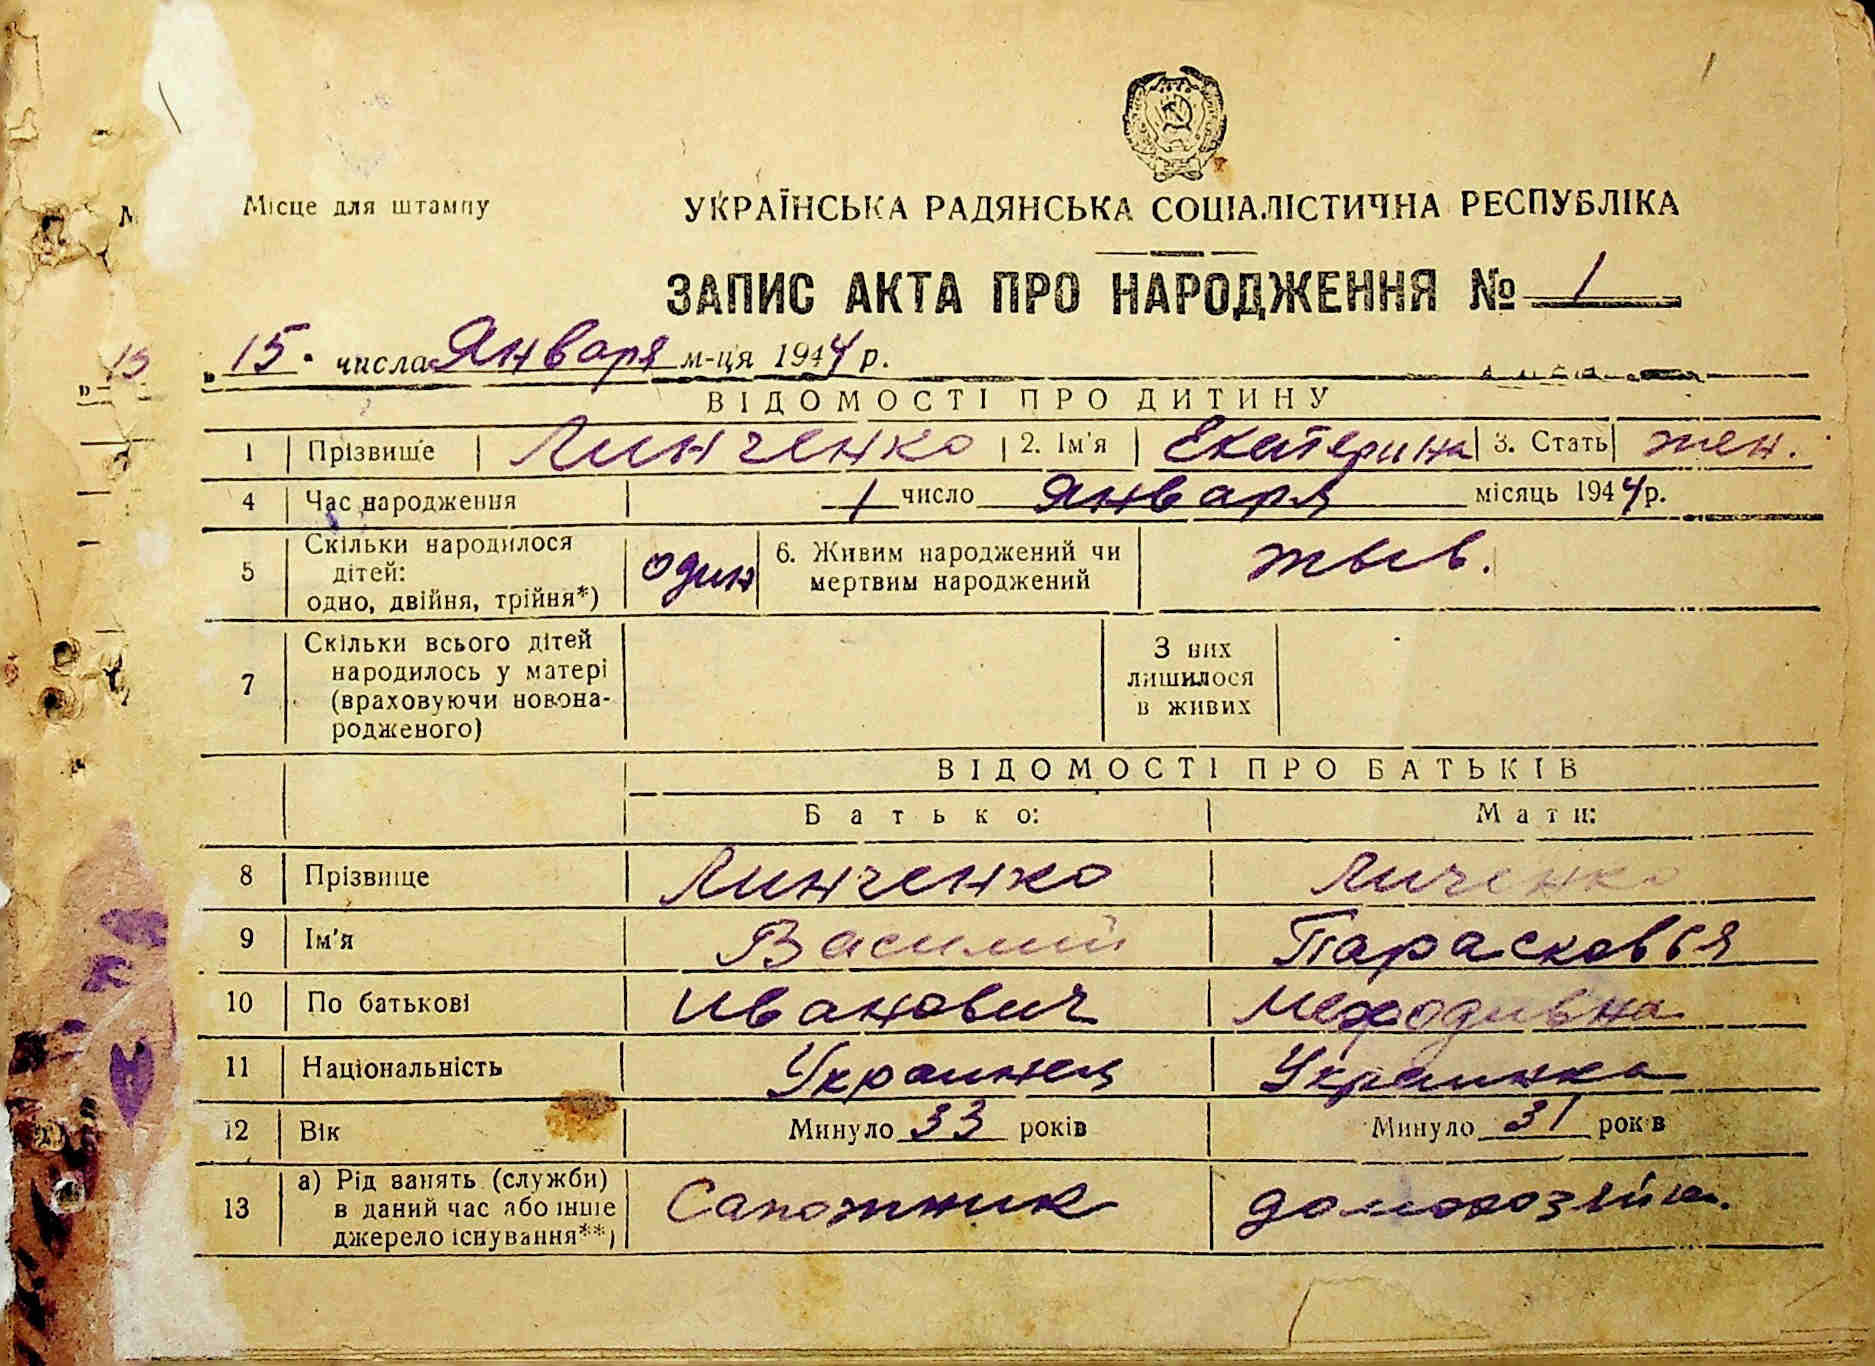 Місце для штампу
УКРАЇНСЬКА РАДЯНСЬКА СОЦІАЛІСТИЧНА РЕСПУБЛІКА
ЗАПИС АКТА ПРО НАРОДЖЕННЯ № 1
„15" числа Января м-ця 1944 р.
ВІДОМОСТІ ПРО ДИТИНУ
1 Прізвище Линченко 2. Ім'я Екатерина 3. Стать жен.
4 Час народження 1 число Января місяць 1944 р.
5 Скільки народилося дітей: одно, двійня, трійня*) один 6. Живим народжений чи мертвим народжений жыв.
7 Скільки всього дітей народилось у матері (враховуючи новонародженого) З них лишилося в живих
ВІДОМОСТІ ПРО БАТЬКІВ
Батько: Мати:
8 Прізвище Линченко Личенко
9 Ім'я Василий Парасковья
10 По батькові Иванович Меходивна
11 Національність Украинец Украинка
12 Вік Минуло 33 років Минуло 31 років
13 а) Рід занять (служби) в даний час або інше джерело існування**) Сапожник домохозяйка.